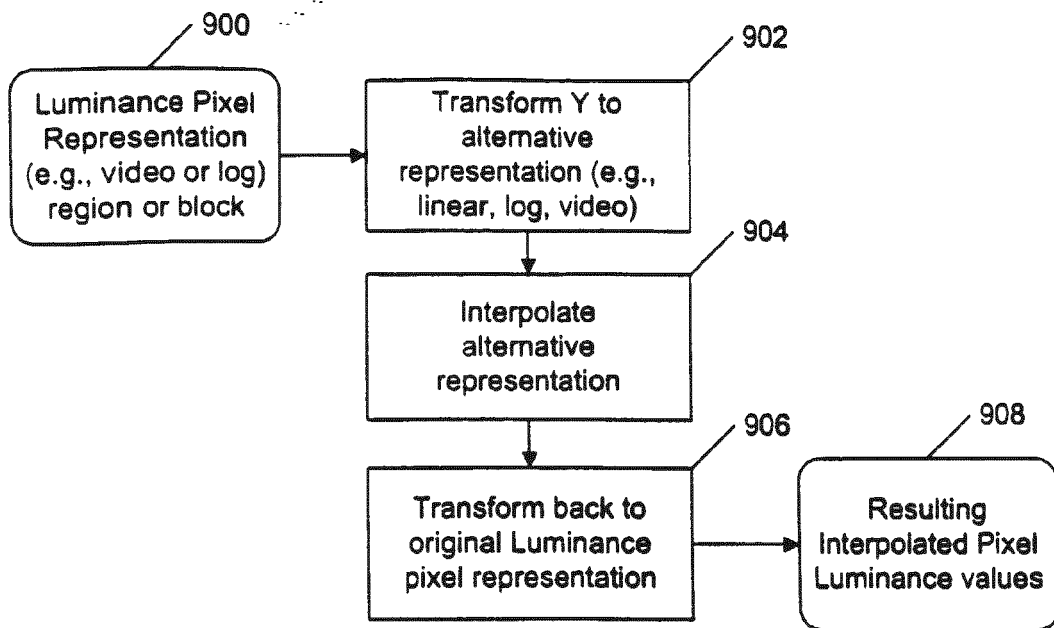 900
Luminance Pixel
Representation
(e.g., video or log)
region or block
902
Transform Y to
alternative
representation (e.g.,
linear, log, video)
904
Interpolate
alternative
representation
906
Transform back to
original Luminance
pixel representation
908
Resulting
Interpolated Pixel
Luminance values